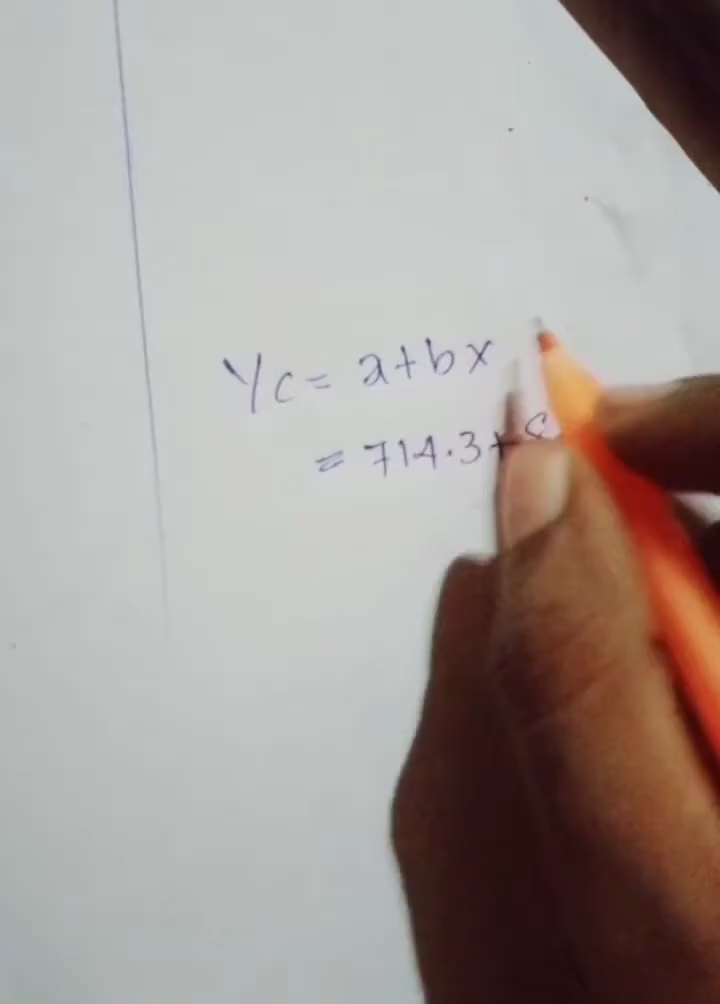 Yc = a+bx
= 714.3+